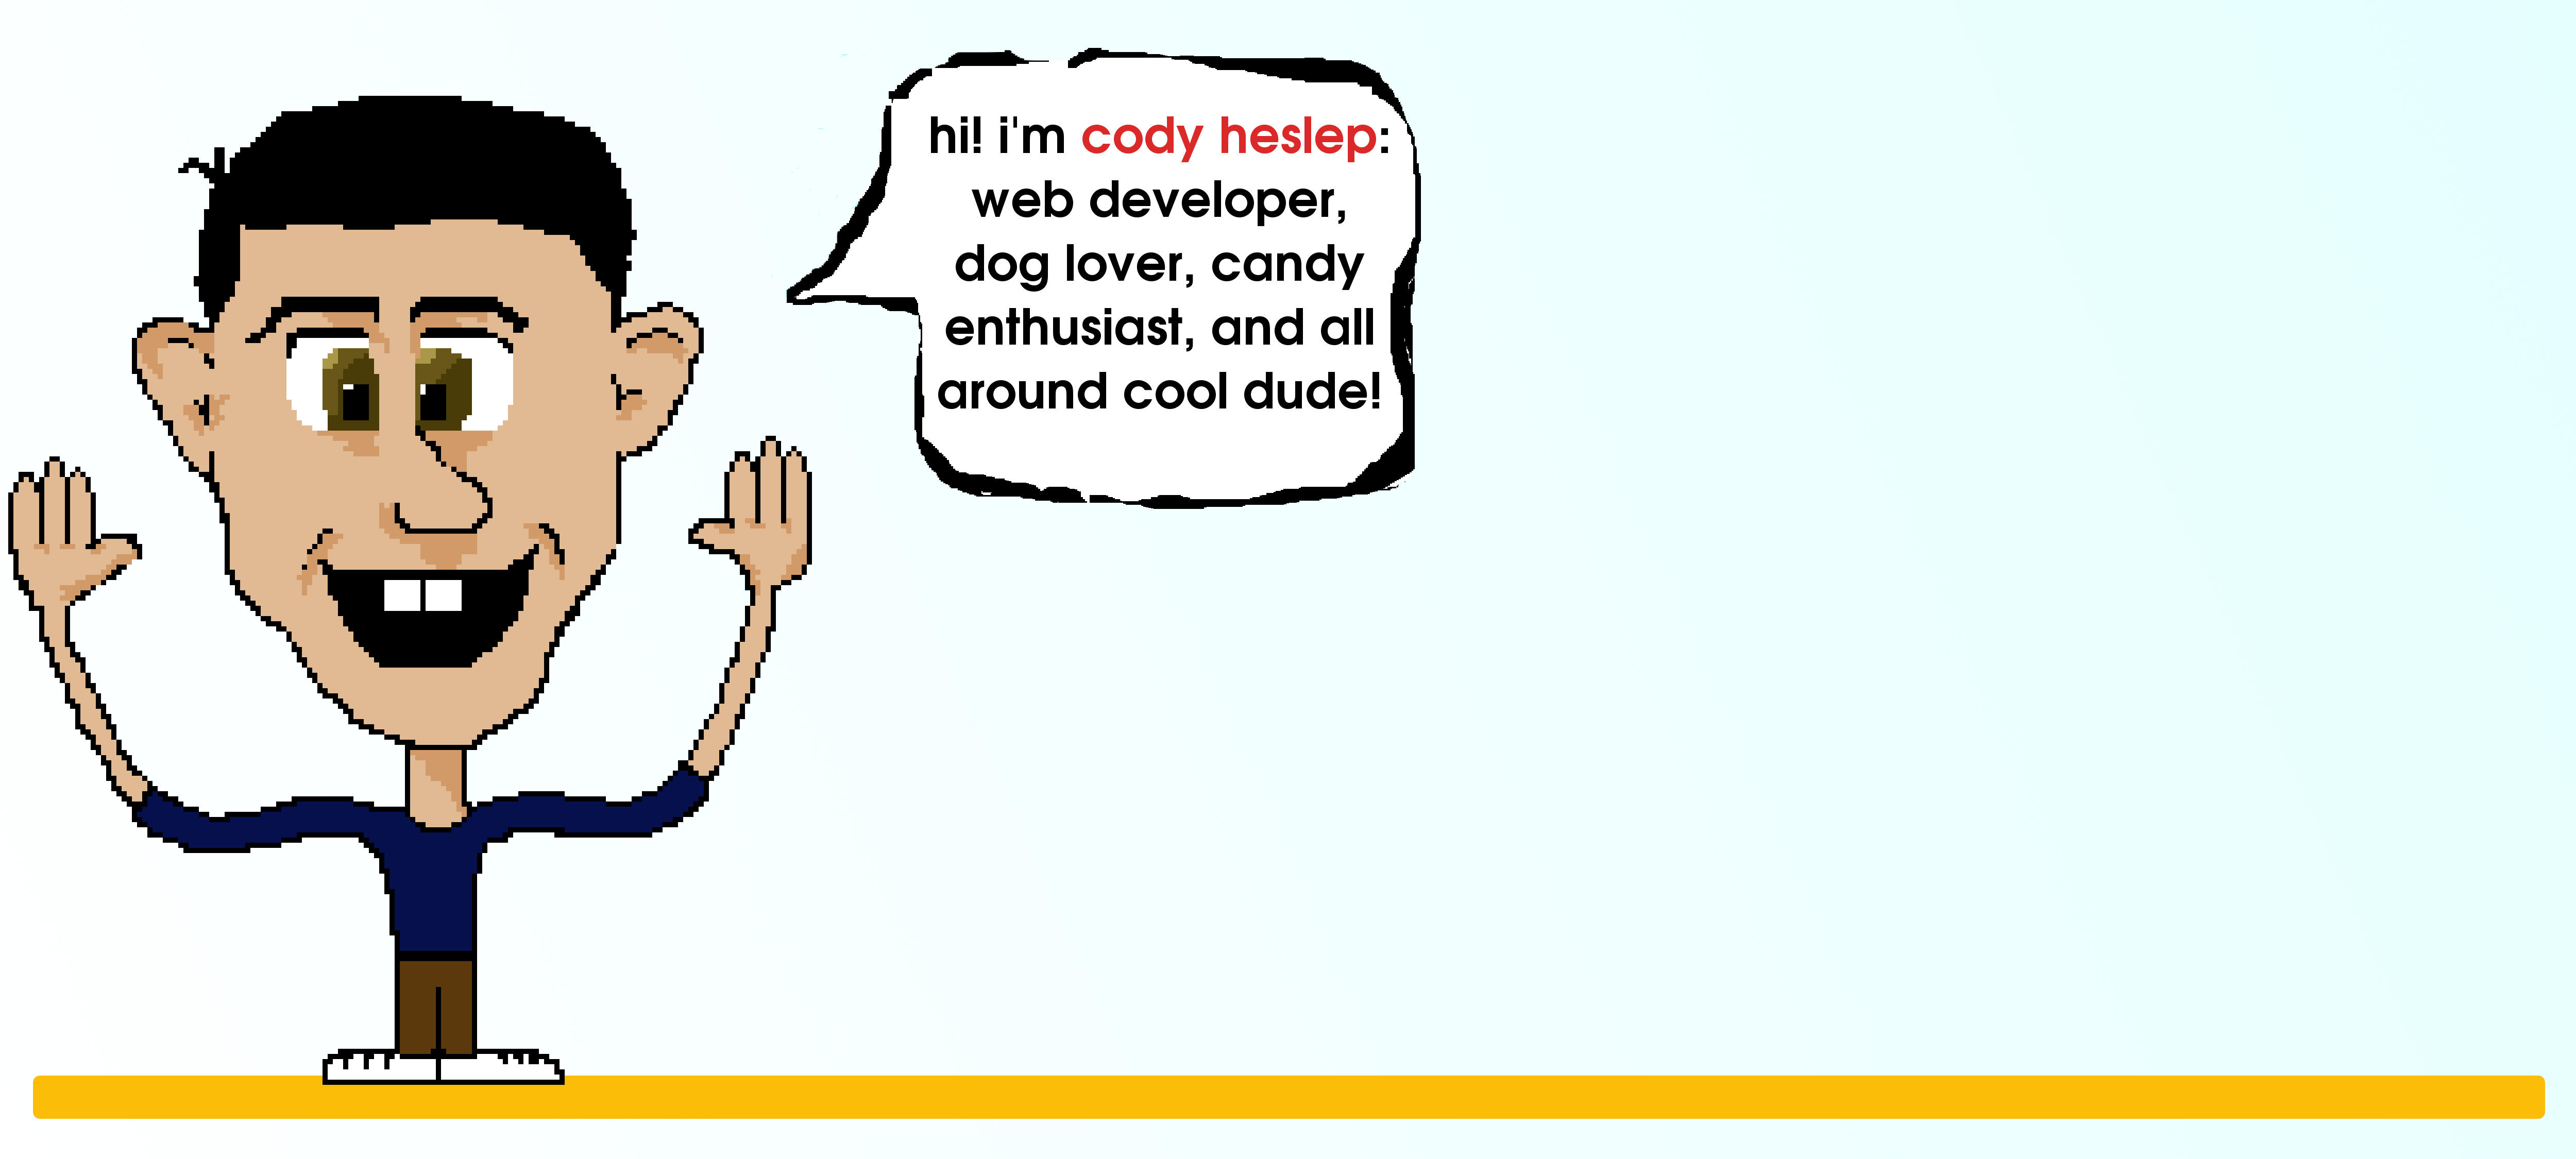 hi! i'm cody heslep:
web developer,
dog lover, candy
enthusiast, and all
around cool dude!